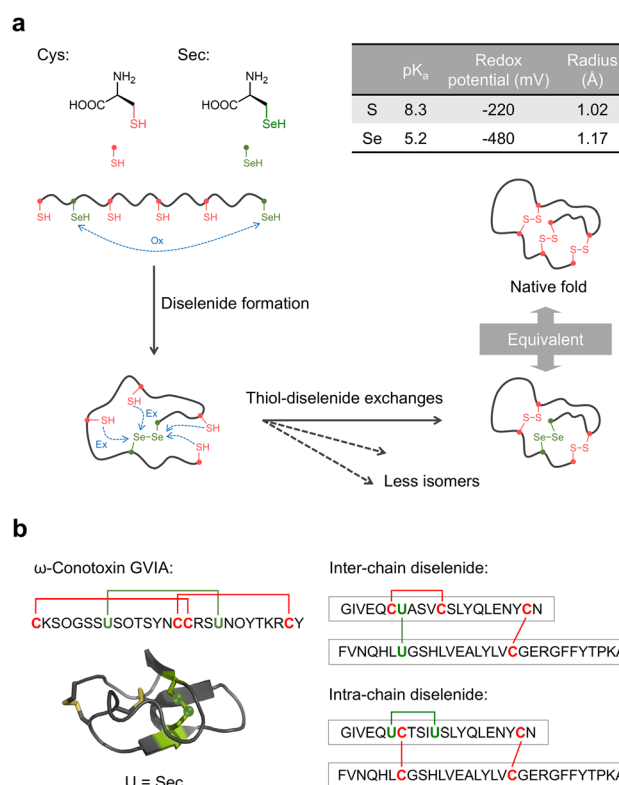 a
Cys:
Sec:
NH2
HOOC
SH
NH2
HOOC
SeH
SH
SeH
pKa
Redox potential (mV)
Radius (Å)
S 8.3 -220 1.02
Se 5.2 -480 1.17
SH SeH SH SH SH SeH
Ox
Diselenide formation
S–S
S–S
S–S
Native fold
Equivalent
SH
SH
Ex
SH
Se–Se
Ex
SH
Thiol-diselenide exchanges
Less isomers
S–S
Se–Se
S–S
b
ω-Conotoxin GVIA:
CKSOGSSUSOTSYNCCRSUNOYTKRCY
U = Sec
Inter-chain diselenide:
GIVEQCUASVCSLYQLENYCN
FVNQHLUGSHLVEALYLVCGERGFFYTPKA
Intra-chain diselenide:
GIVEQUCTSIUSLYQLENYCN
FVNQHLCGSHLVEALYLVCGERGFFYTPKA